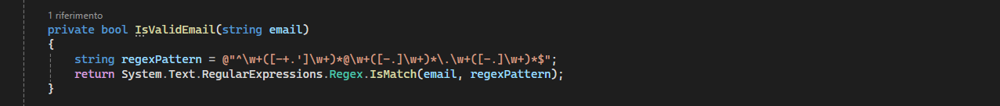 1 riferimento
private bool IsValidEmail(string email)
{
string regexPattern = @"^\w+([-+.']\w+)*@\w+([-.]\w+)*\.\w+([-.]\w+)*$";
return System.Text.RegularExpressions.Regex.IsMatch(email, regexPattern);
}